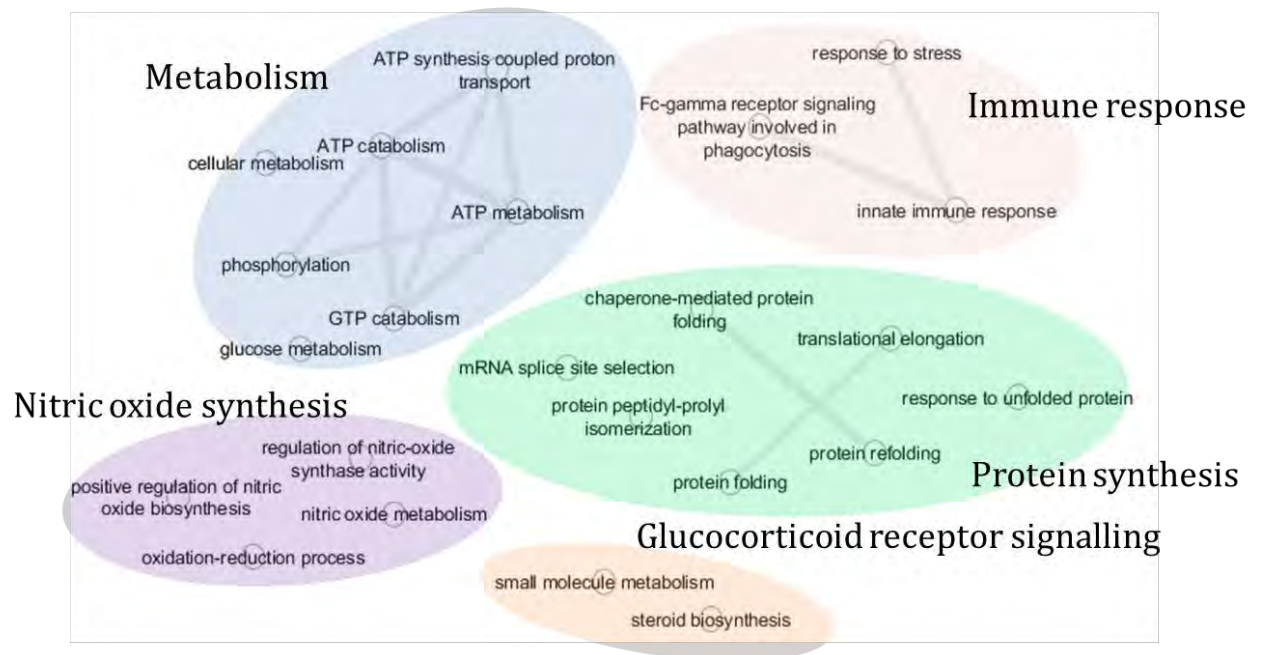 Metabolism
ATP synthesis coupled proton
transport
ATP catabolism
cellular metabolism
ATP metabolism
phosphorylation
GTP catabolism
glucose metabolism
Immune response
response to stress
Fc-gamma receptor signaling
pathway involved in
phagocytosis
innate immune response
Protein synthesis
chaperone-mediated protein
folding
translational elongation
mRNA splice site selection
response to unfolded protein
protein peptidyl-prolyl
isomerization
protein refolding
protein folding
Nitric oxide synthesis
regulation of nitric-oxide
synthase activity
positive regulation of nitric
oxide biosynthesis
nitric oxide metabolism
oxidation-reduction process
Glucocorticoid receptor signalling
small molecule metabolism
steroid biosynthesis